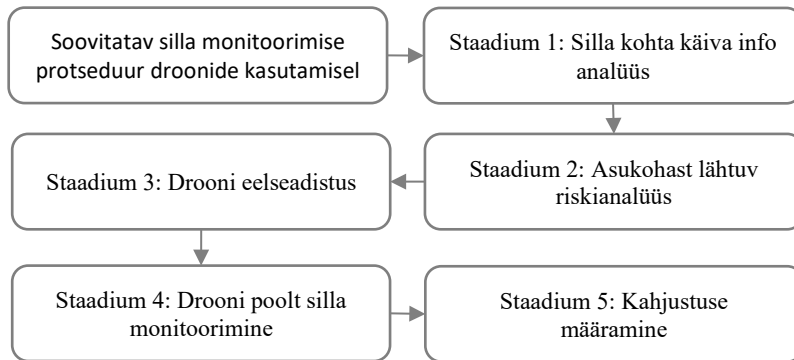 Soovitatav silla monitoorimise
protseduur droonide kasutamisel
Staadium 1: Silla kohta käiva info
analüüs
Staadium 2: Asukohast lähtuv
riskianalüüs
Staadium 3: Drooni eelseadistus
Staadium 4: Drooni poolt silla
monitoorimine
Staadium 5: Kahjustuse
määramine